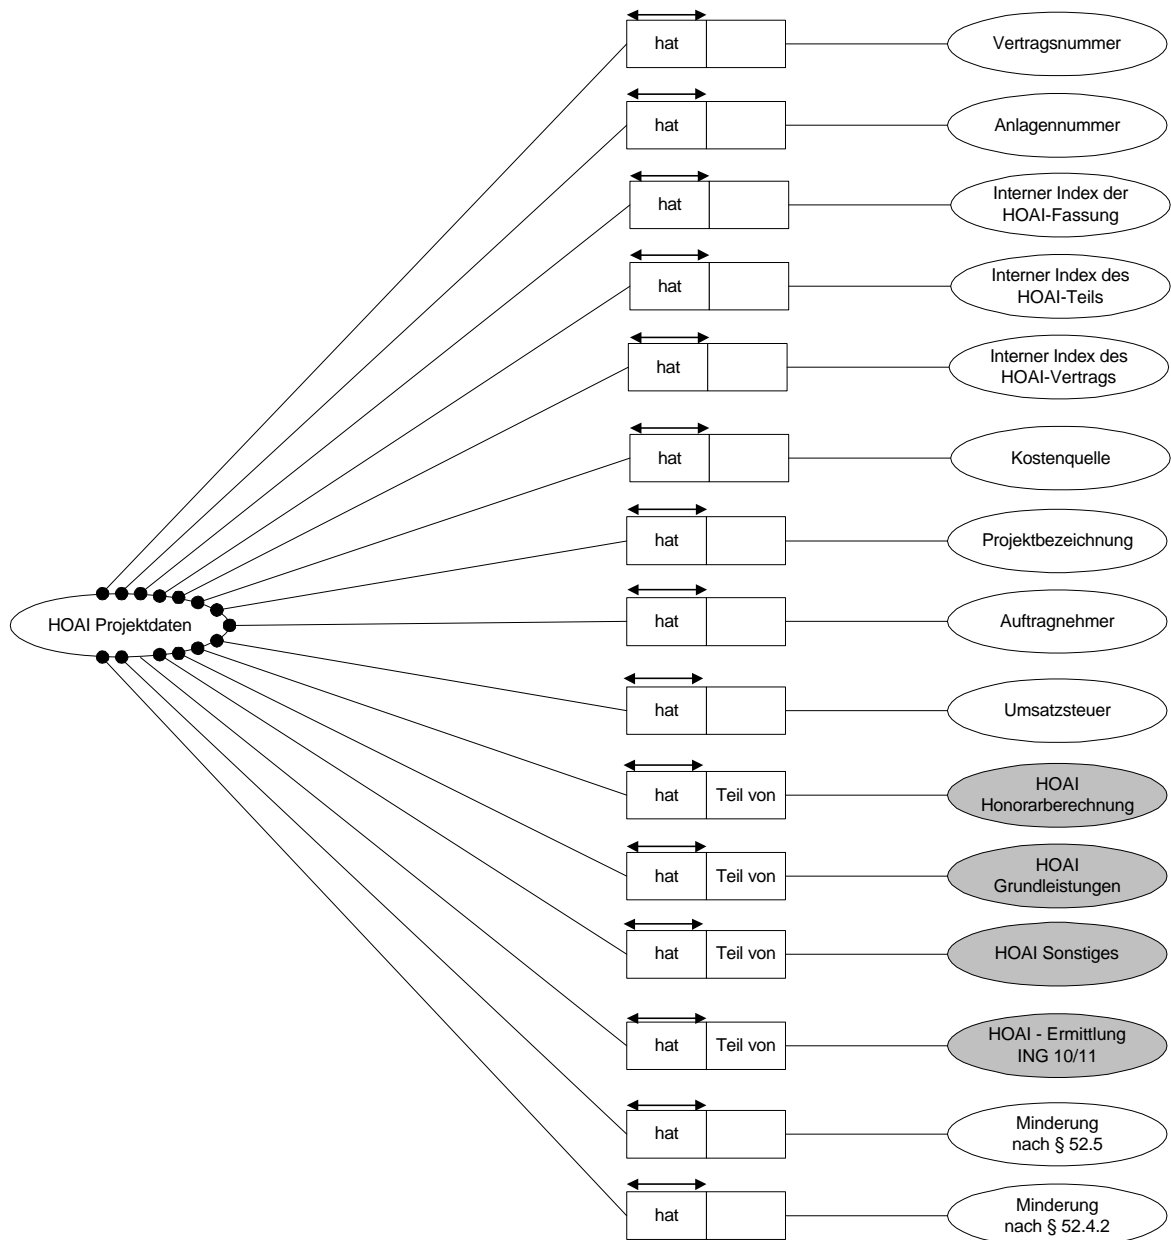 hat
Vertragsnummer
hat
Anlagennummer
hat
Interner Index der
HOAI-Fassung
hat
Interner Index des
HOAI-Teils
hat
Interner Index des
HOAI-Vertrags
hat
Kostenquelle
hat
Projektbezeichnung
HOAI Projektdaten
hat
Auftragnehmer
hat
Umsatzsteuer
hat
Teil von
HOAI
Honorarberechnung
hat
Teil von
HOAI
Grundleistungen
hat
Teil von
HOAI Sonstiges
hat
Teil von
HOAI - Ermittlung
ING 10/11
hat
Minderung
nach § 52.5
hat
Minderung
nach § 52.4.2